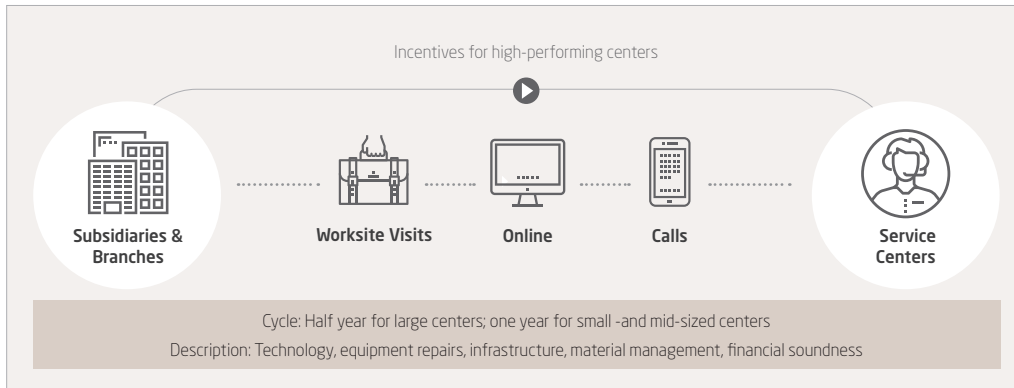 Incentives for high-performing centers
Subsidiaries &
Branches
Worksite Visits
Online
Calls
Service
Centers
Cycle: Half year for large centers; one year for small -and mid-sized centers
Description: Technology, equipment repairs, infrastructure, material management, financial soundness